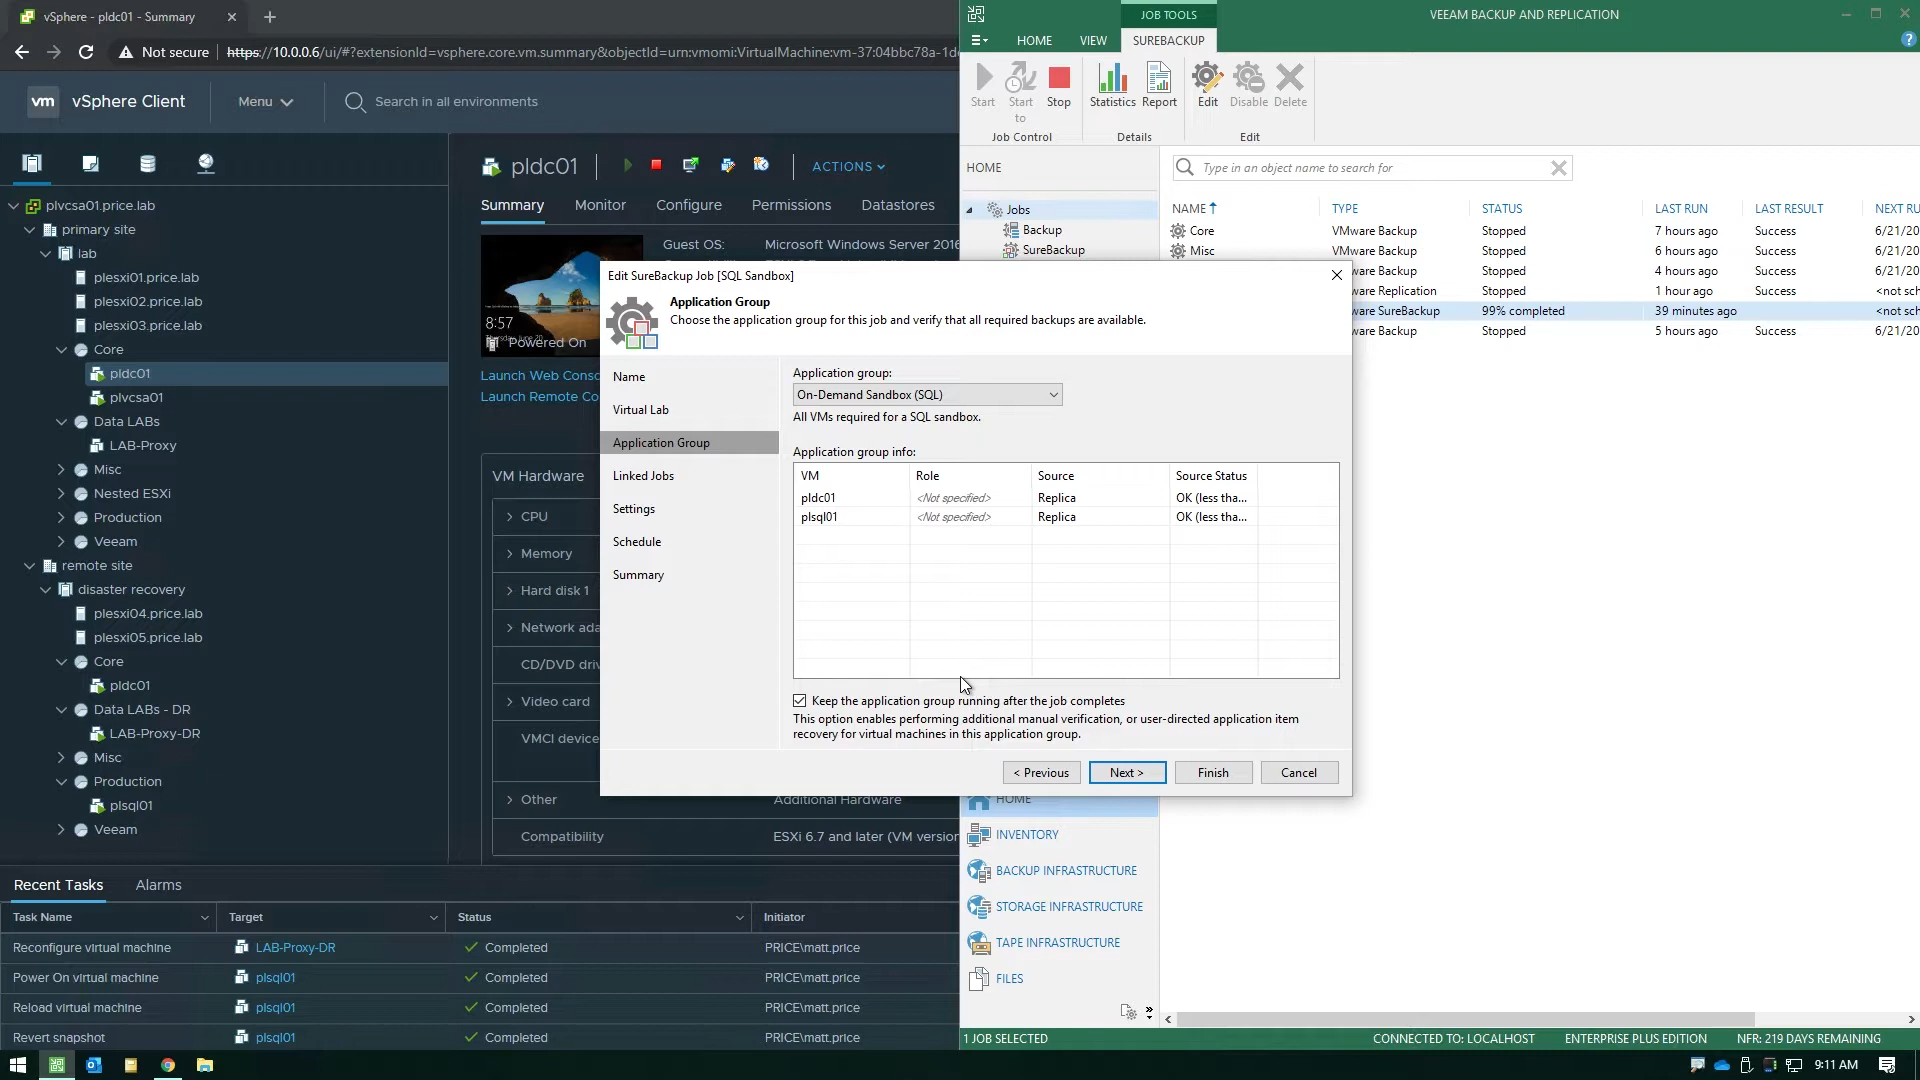 vSphere - pldc01 - Summary
Not secure
https://10.0.0.6/ui/#?extensionId=vsphere.core.vm.summary&objectId=urn:vmomi:VirtualMachine:vm-37:04bbc78a-1d
vm
vSphere Client
Menu
Search in all environments
plvcsa01.price.lab
primary site
lab
plesxi01.price.lab
plesxi02.price.lab
plesxi03.price.lab
Core
pldc01
plvcsa01
Data LABs
LAB-Proxy
Misc
Nested ESXi
Production
Veeam
remote site
disaster recovery
plesxi04.price.lab
plesxi05.price.lab
Core
pldc01
Data LABs - DR
LAB-Proxy-DR
Misc
Production
plsql01
Veeam
pldc01
ACTIONS
Summary
Monitor
Configure
Permissions
Datastores
8:57
Powered On
Guest OS:
Microsoft Windows Server 2016
Launch Web Conso
Launch Remote Co
VM Hardware
CPU
Memory
Hard disk 1
Network ada
CD/DVD driv
Video card
VMCI device
Other
Additional Hardware
Compatibility
ESXi 6.7 and later (VM version
Recent Tasks
Alarms
Task Name
Target
Status
Initiator
Reconfigure virtual machine
LAB-Proxy-DR
Completed
PRICE\matt.price
Power On virtual machine
plsql01
Completed
PRICE\matt.price
Reload virtual machine
plsql01
Completed
PRICE\matt.price
Revert snapshot
plsql01
Completed
PRICE\matt.price
JOB TOOLS
VEEAM BACKUP AND REPLICATION
HOME
VIEW
SUREBACKUP
Start
Start to
Stop
Statistics
Report
Edit
Disable
Delete
Job Control
Details
Edit
HOME
Jobs
Backup
SureBackup
Type in an object name to search for
NAME
TYPE
STATUS
LAST RUN
LAST RESULT
NEXT RU
Core
VMware Backup
Stopped
7 hours ago
Success
6/21/20
Misc
VMware Backup
Stopped
6 hours ago
Success
6/21/20
ware Backup
Stopped
4 hours ago
Success
6/21/20
ware Replication
Stopped
1 hour ago
Success
<not sch
ware SureBackup
99% completed
39 minutes ago
<not sch
ware Backup
Stopped
5 hours ago
Success
6/21/20
Edit SureBackup Job [SQL Sandbox]
Application Group
Choose the application group for this job and verify that all required backups are available.
Name
Virtual Lab
Application Group
Linked Jobs
Settings
Schedule
Summary
Application group:
On-Demand Sandbox (SQL)
All VMs required for a SQL sandbox.
Application group info:
VM
Role
Source
Source Status
pldc01
<Not specified>
Replica
OK (less tha...
plsql01
<Not specified>
Replica
OK (less tha...
Keep the application group running after the job completes
This option enables performing additional manual verification, or user-directed application item
recovery for virtual machines in this application group.
< Previous
Next >
Finish
Cancel
HOME
INVENTORY
BACKUP INFRASTRUCTURE
STORAGE INFRASTRUCTURE
TAPE INFRASTRUCTURE
FILES
1 JOB SELECTED
CONNECTED TO: LOCALHOST
ENTERPRISE PLUS EDITION
NFR: 219 DAYS REMAINING
9:11 AM